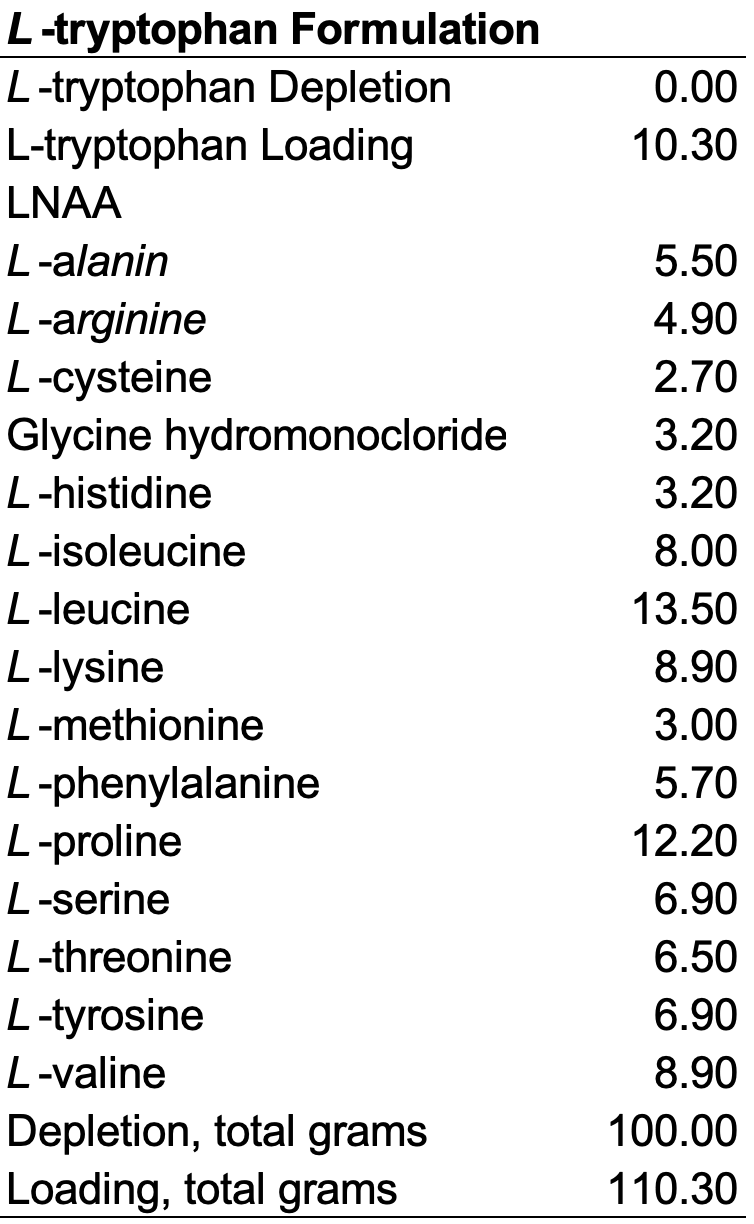 L-tryptophan Formulation
L-tryptophan Depletion 0.00
L-tryptophan Loading 10.30
LNAA
L-alanin 5.50
L-arginine 4.90
L-cysteine 2.70
Glycine hydromonocloride 3.20
L-histidine 3.20
L-isoleucine 8.00
L-leucine 13.50
L-lysine 8.90
L-methionine 3.00
L-phenylalanine 5.70
L-proline 12.20
L-serine 6.90
L-threonine 6.50
L-tyrosine 6.90
L-valine 8.90
Depletion, total grams 100.00
Loading, total grams 110.30